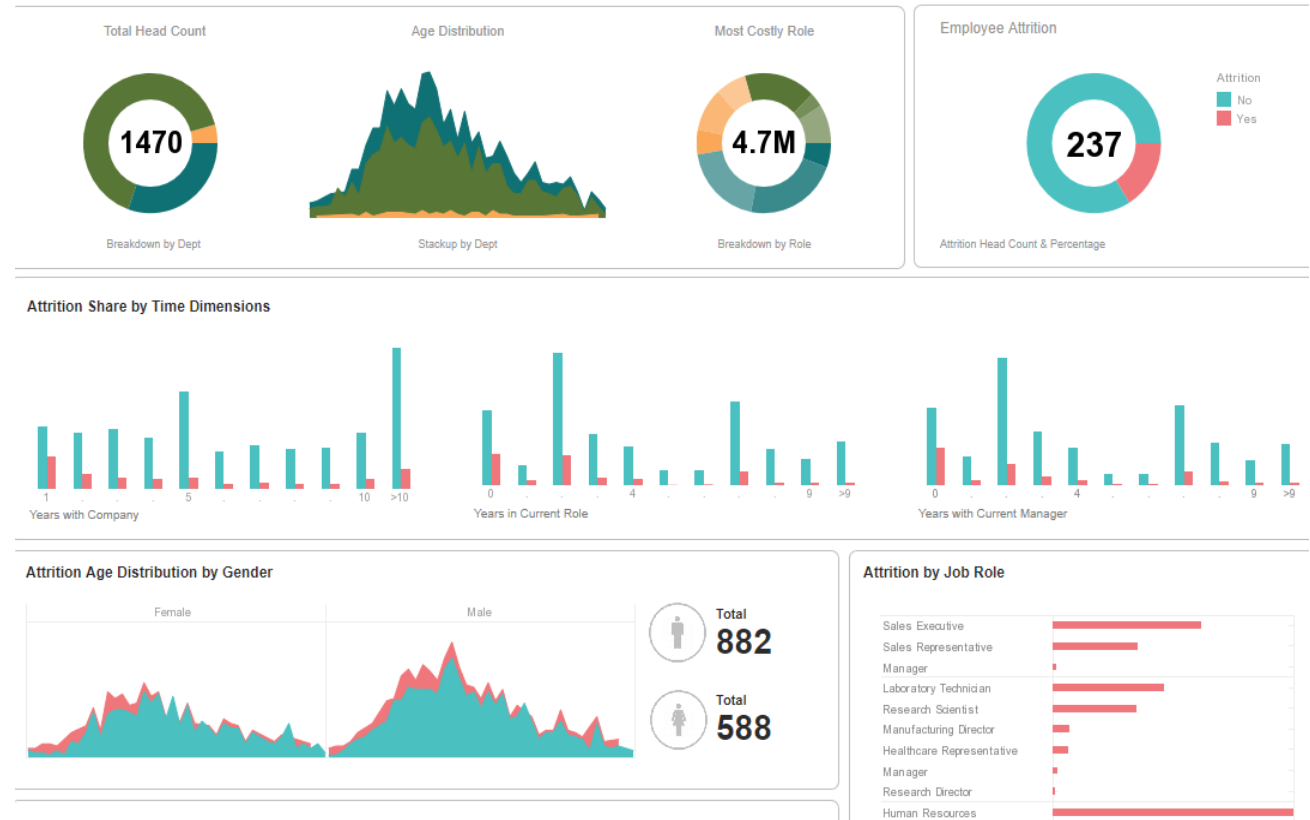 Total Head Count
Age Distribution
Most Costly Role
Employee Attrition
Attrition
No
Yes
1470
4.7M
237
Breakdown by Dept
Stackup by Dept
Breakdown by Role
Attrition Head Count & Percentage
Attrition Share by Time Dimensions
1 . . . 5 . . . . 10 >10
0 . . . 4 . . . . 9 >9
0 . . . 4 . . . . 9 >9
Years with Company
Years in Current Role
Years with Current Manager
Attrition Age Distribution by Gender
Female
Male
Total
882
Total
588
Attrition by Job Role
Sales Executive
Sales Representative
Manager
Laboratory Technician
Research Scientist
Manufacturing Director
Healthcare Representative
Manager
Research Director
Human Resources